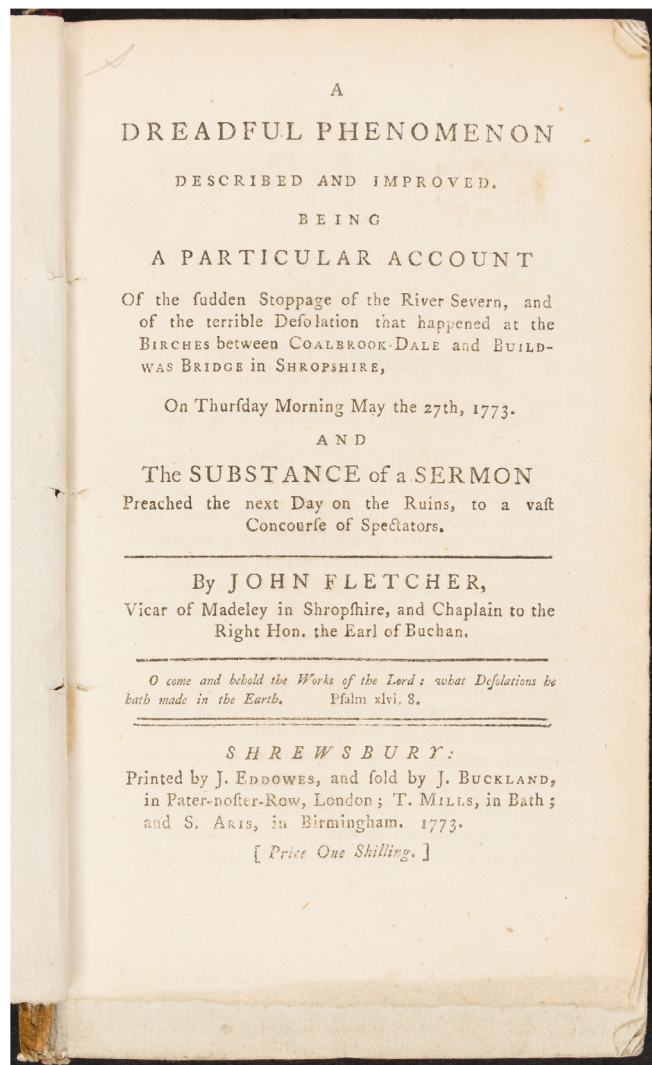 A
DREADFUL PHENOMENON
DESCRIBED AND IMPROVED.
BEING
A PARTICULAR ACCOUNT
Of the ſudden Stoppage of the River Severn, and
of the terrible Deſolation that happened at the
BIRCHES between COALBROOK-DALE and BUILD-
WAS BRIDGE in SHROPSHIRE,
On Thurſday Morning May the 27th, 1773.
AND
The SUBSTANCE of a SERMON
Preached the next Day on the Ruins, to a vaſt
Concourſe of Spectators.
By JOHN FLETCHER,
Vicar of Madeley in Shropſhire, and Chaplain to the
Right Hon. the Earl of Buchan.
O come and behold the Works of the Lord: what Deſolations he
hath made in the Earth. Pſalm xlvi. 8.
SHREWSBURY:
Printed by J. EDDOWES, and ſold by J. BUCKLAND,
in Pater-noſter-Row, London; T. MILLS, in Bath;
and S. ARIS, in Birmingham. 1773.
[ Price One Shilling. ]